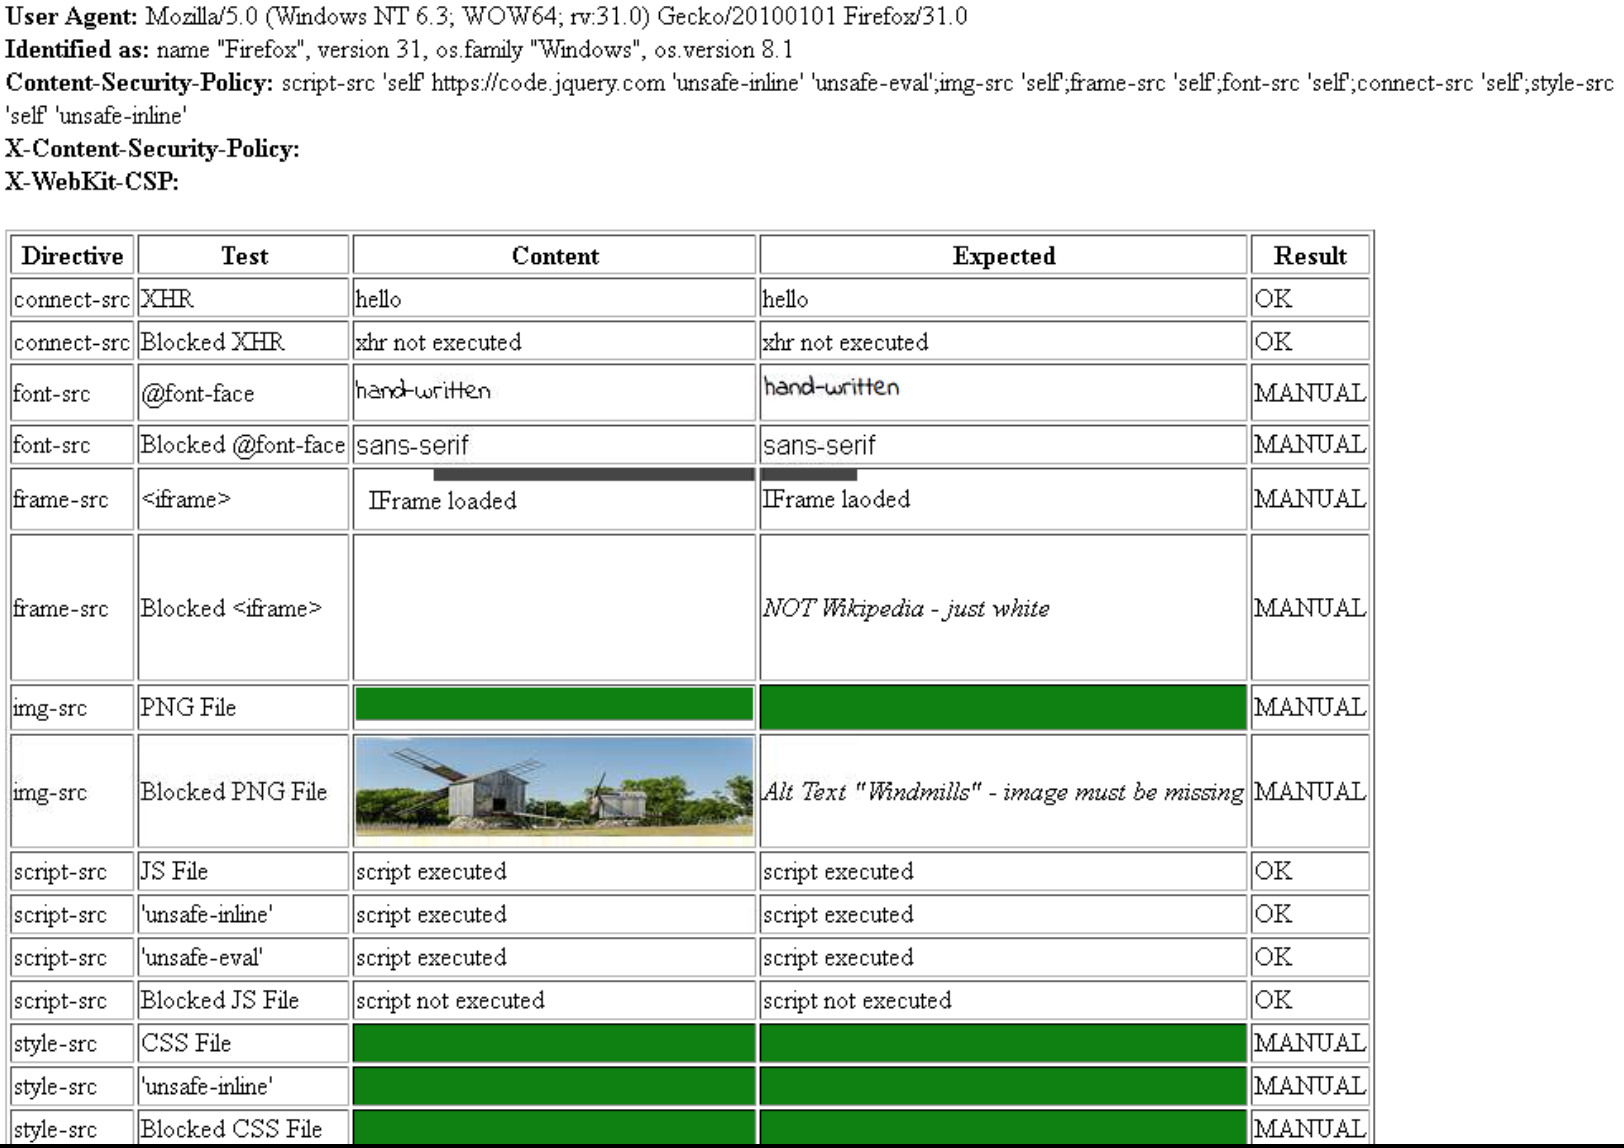 User Agent: Mozilla/5.0 (Windows NT 6.3; WOW64; rv:31.0) Gecko/20100101 Firefox/31.0
Identified as: name "Firefox", version 31, os.family "Windows", os.version 8.1
Content-Security-Policy: script-src 'self' https://code.jquery.com 'unsafe-inline' 'unsafe-eval';img-src 'self';frame-src 'self';font-src 'self';connect-src 'self';style-src
'self' 'unsafe-inline'
X-Content-Security-Policy:
X-WebKit-CSP:
Directive Test Content Expected Result
connect-src XHR hello hello OK
connect-src Blocked XHR xhr not executed xhr not executed OK
font-src @font-face hand-written hand-written MANUAL
font-src Blocked @font-face sans-serif sans-serif MANUAL
frame-src <iframe> IFrame loaded IFrame laoded MANUAL
frame-src Blocked <iframe> NOT Wikipedia - just white MANUAL
img-src PNG File MANUAL
img-src Blocked PNG File Alt Text "Windmills" - image must be missing MANUAL
script-src JS File script executed script executed OK
script-src 'unsafe-inline' script executed script executed OK
script-src 'unsafe-eval' script executed script executed OK
script-src Blocked JS File script not executed script not executed OK
style-src CSS File MANUAL
style-src 'unsafe-inline' MANUAL
style-src Blocked CSS File MANUAL